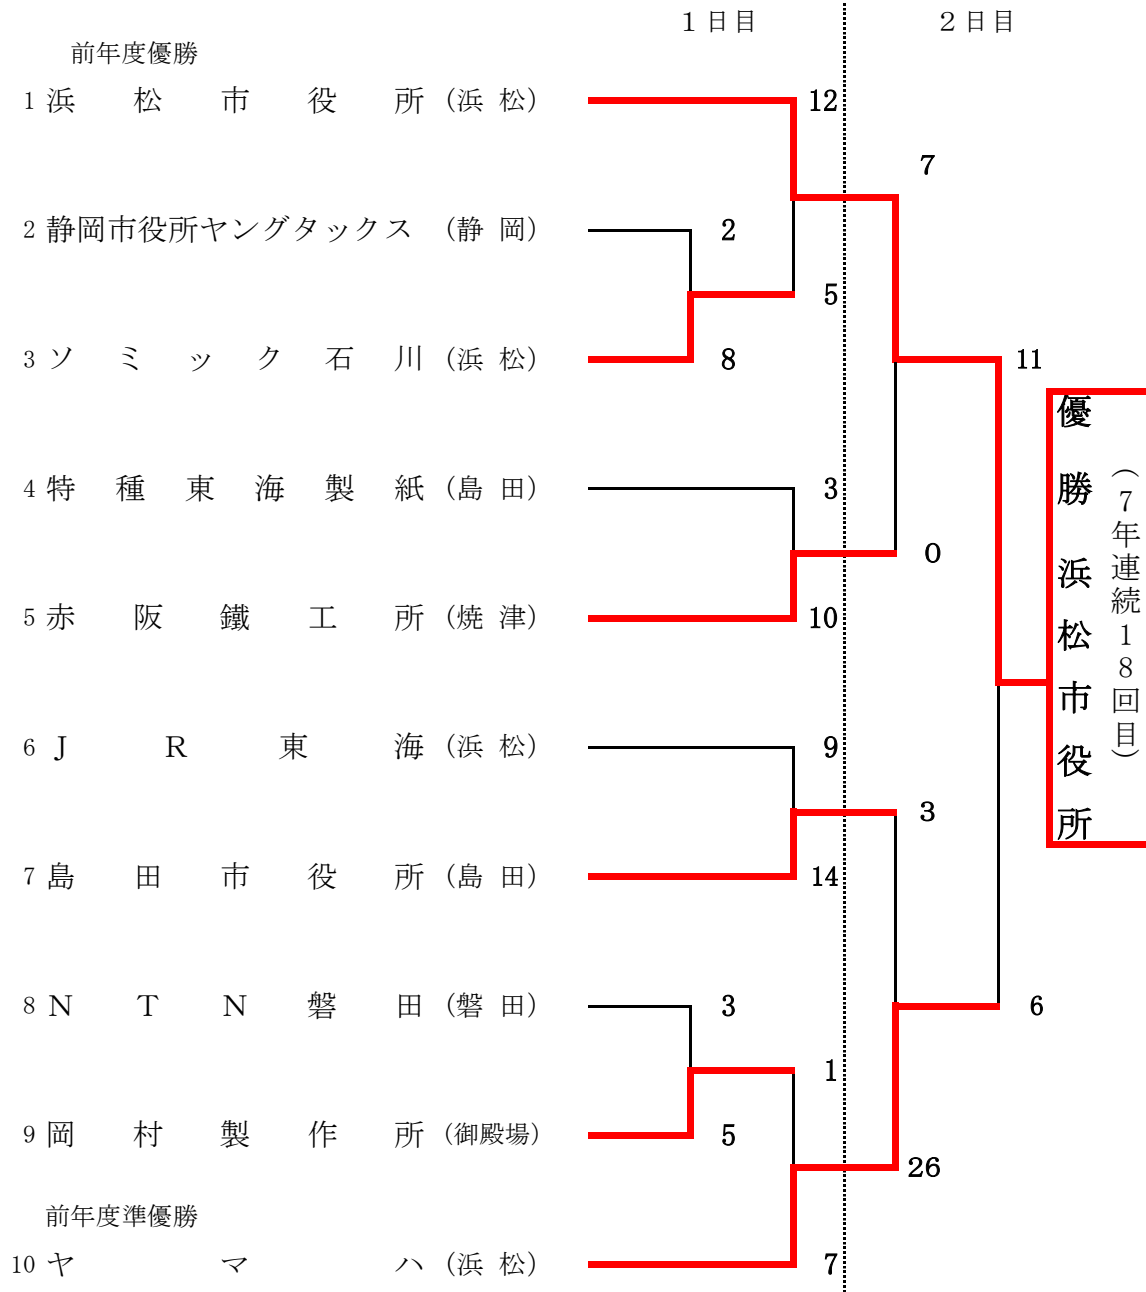 １日目
２日目
前年度優勝
1 浜松市役所 (浜松)
12
7
2 静岡市役所ヤングタックス (静岡)
2
5
3 ソミック石川 (浜松)
8
11
4 特種東海製紙 (島田)
3
0
5 赤阪鐵工所 (焼津)
10
優勝 浜松市役所
(7年連続18回目)
6 ＪＲ東海 (浜松)
9
3
7 島田市役所 (島田)
14
8 ＮＴＮ磐田 (磐田)
3
6
1
9 岡村製作所 (御殿場)
5
26
前年度準優勝
10 ヤマハ (浜松)
7